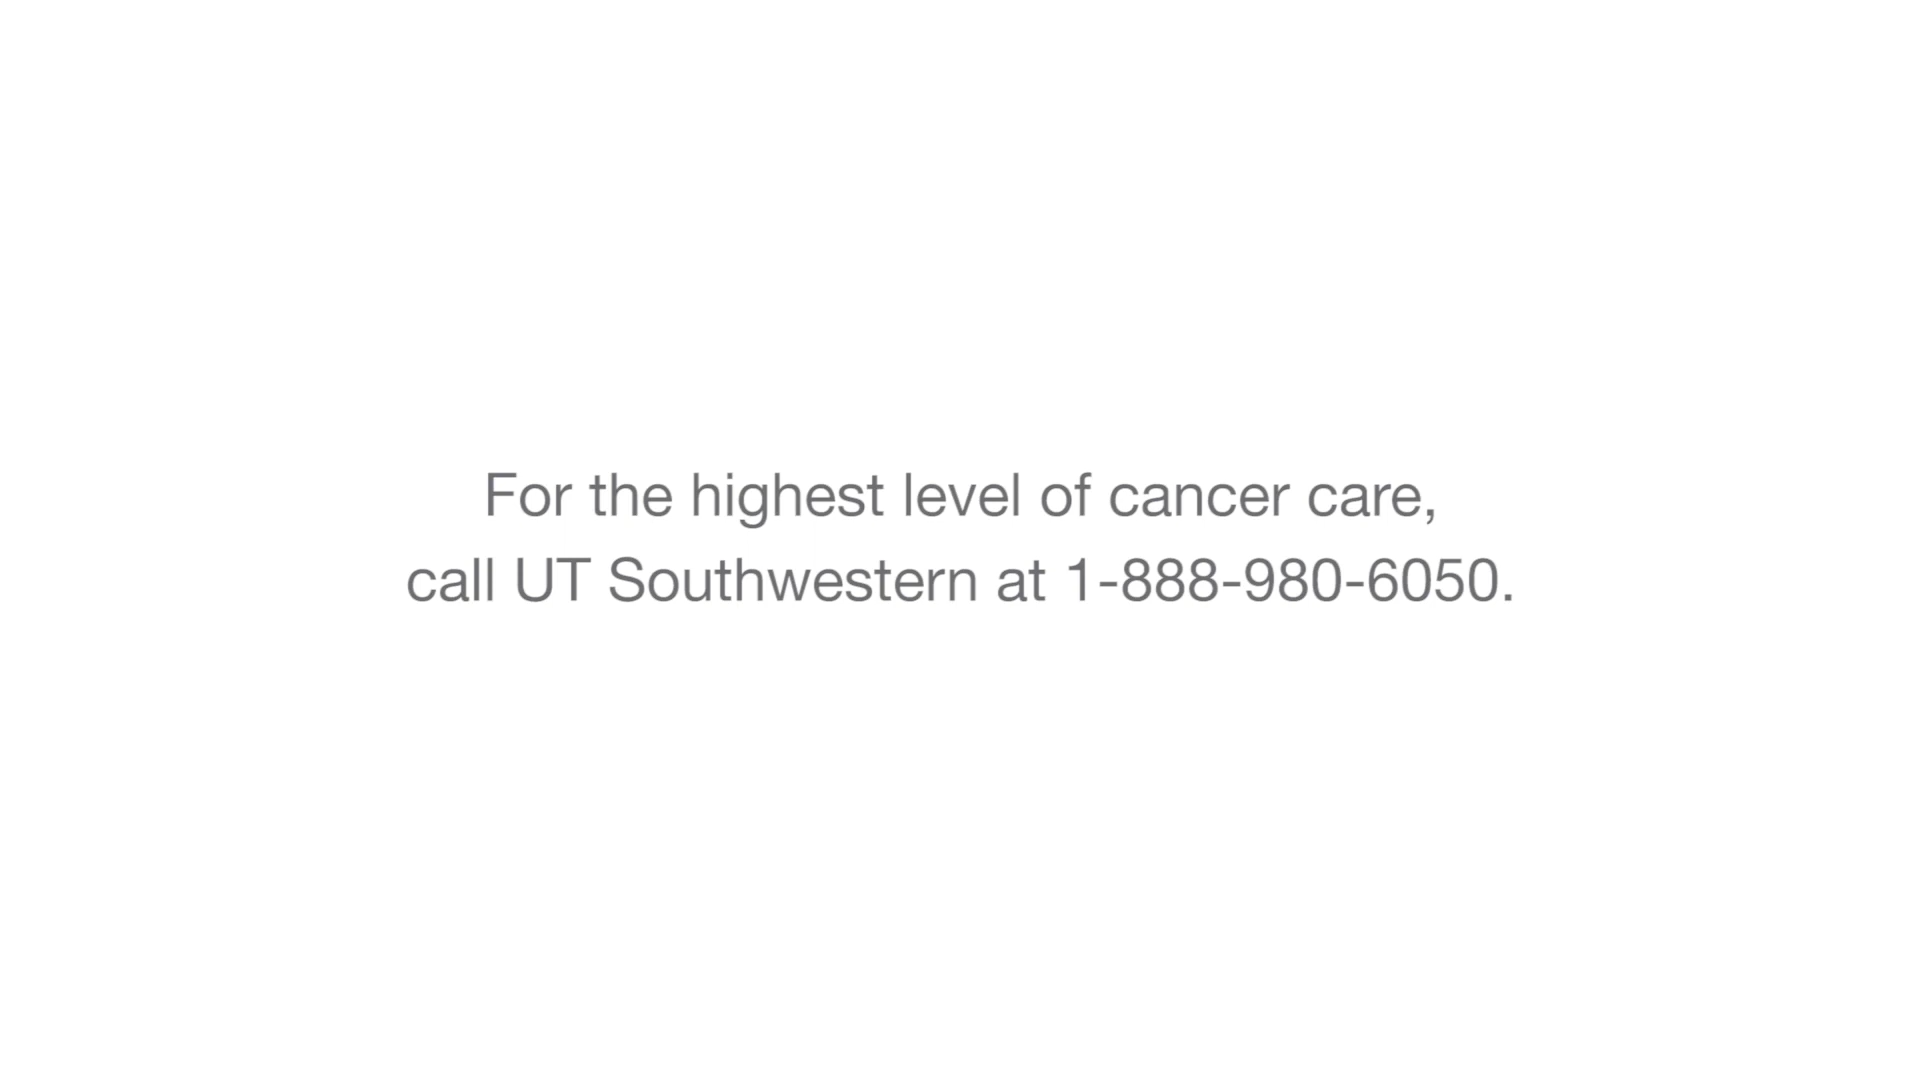 For the highest level of cancer care,
call UT Southwestern at 1-888-980-6050.